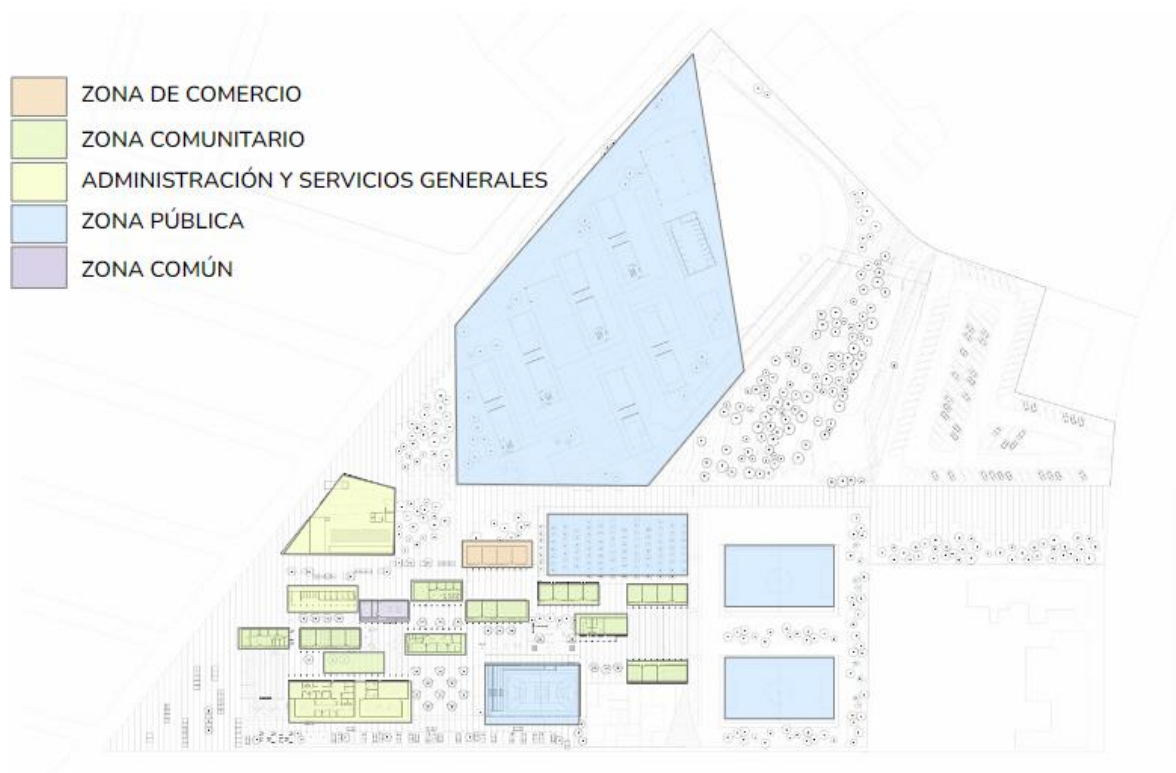 ZONA DE COMERCIO
ZONA COMUNITARIO
ADMINISTRACIÓN Y SERVICIOS GENERALES
ZONA PÚBLICA
ZONA COMÚN